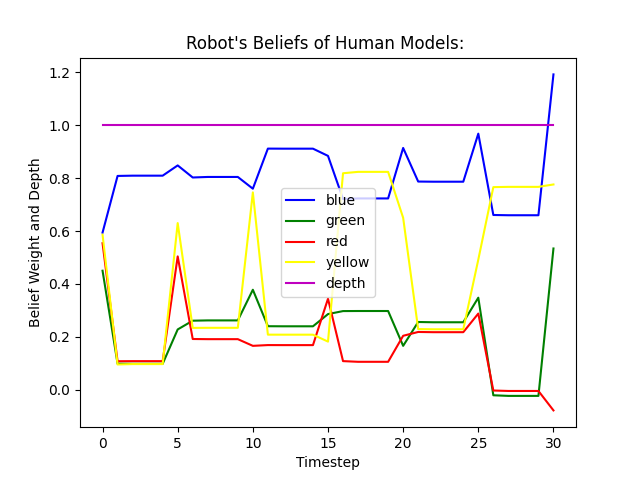 Robot's Beliefs of Human Models:
Belief Weight and Depth
1.2
1.0
0.8
0.6
0.4
0.2
0.0
blue
green
red
yellow
depth
0 5 10 15 20 25 30
Timestep